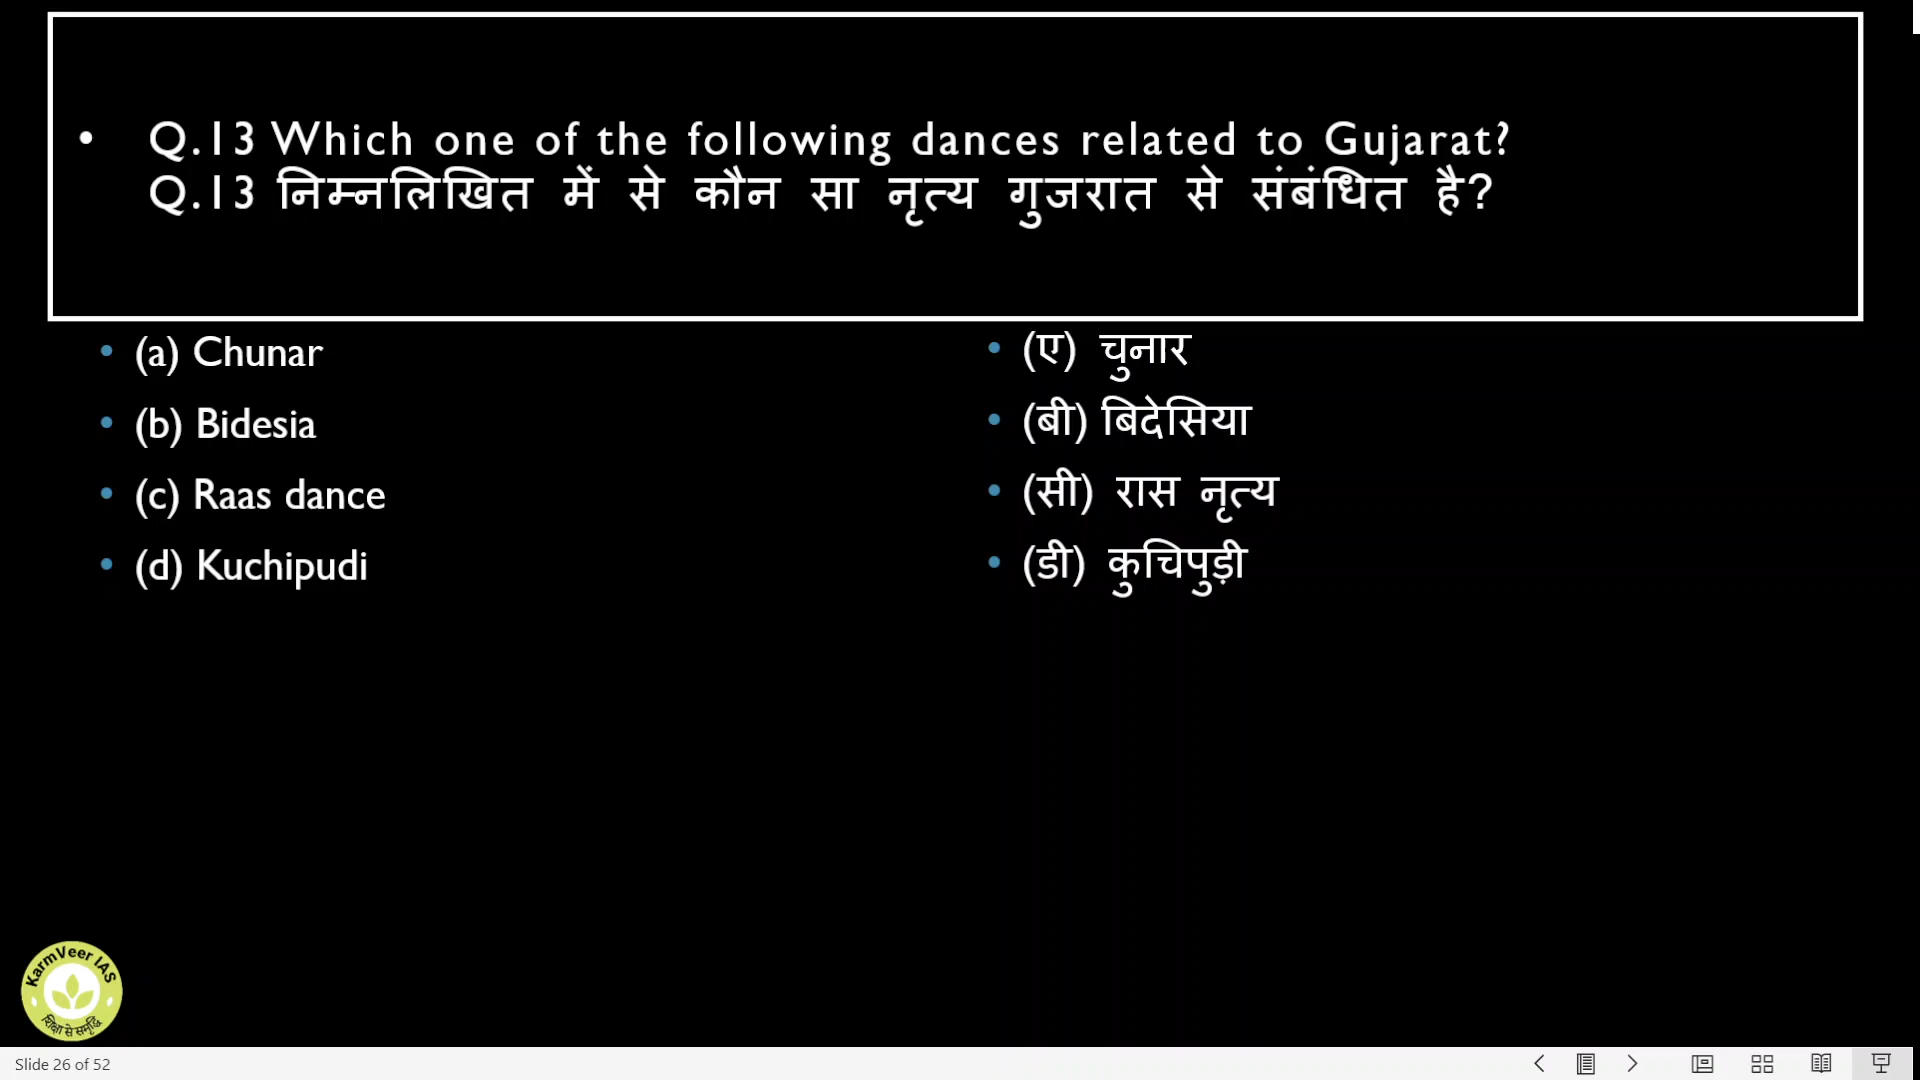 • Q.13 Which one of the following dances related to Gujarat?
Q.13 निम्नलिखित में से कौन सा नृत्य गुजरात से संबंधित है?
• (a) Chunar
• (b) Bidesia
• (c) Raas dance
• (d) Kuchipudi
• (ए) चुनार
• (बी) बिदेसिया
• (सी) रास नृत्य
• (डी) कुचिपुड़ी
KarmVeer IAS
शिक्षा से समृद्धि
Slide 26 of 52